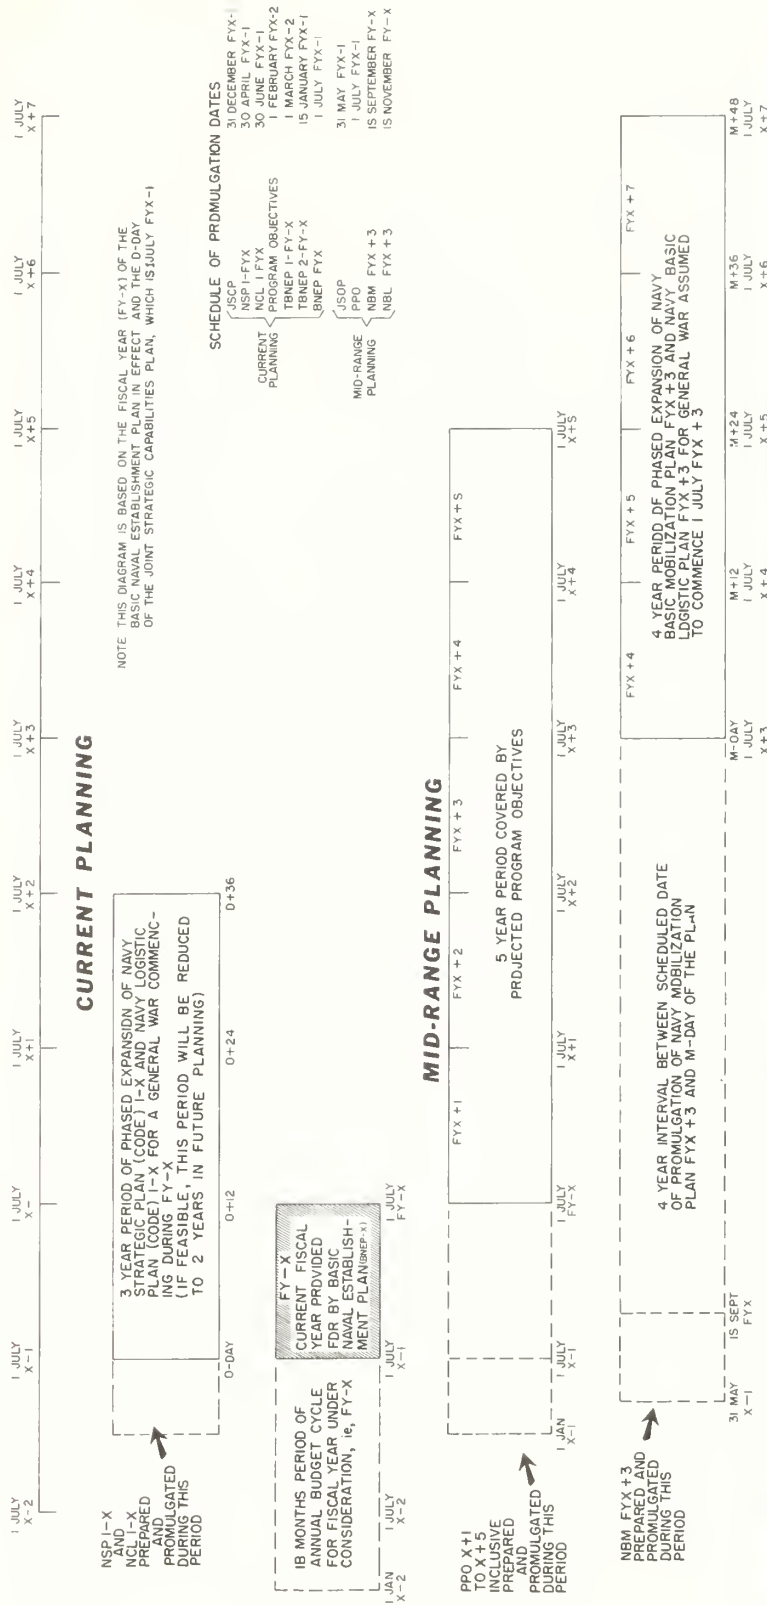 1 JULY X-2
1 JULY X-1
1 JULY X-
1 JULY X+1
1 JULY X+2
1 JULY X+3
1 JULY X+4
1 JULY X+5
1 JULY X+6
1 JULY X+7
CURRENT PLANNING
NOTE THIS DIAGRAM IS BASED ON THE FISCAL YEAR (FY-X) OF THE
BASIC NAVAL ESTABLISHMENT PLAN IN EFFECT AND THE D-DAY
OF THE JOINT STRATEGIC CAPABILITIES PLAN, WHICH IS 1 JULY FYX-1
NSP 1-X
AND
NCL 1-X
PREPARED
AND
PROMULGATED
DURING THIS
PERIOD
3 YEAR PERIOD OF PHASED EXPANSION OF NAVY
STRATEGIC PLAN (CODE) 1-X AND NAVY LOGISTIC
PLAN (CODE) 1-X FOR A GENERAL WAR COMMENC-
ING DURING FY-X
(IF FEASIBLE, THIS PERIOD WILL BE REDUCED
TO 2 YEARS IN FUTURE PLANNING)
D-DAY
D+12
D+24
D+36
SCHEDULE OF PROMULGATION DATES
CURRENT PLANNING
JSCP 31 DECEMBER FYX-1
NSP 1-FYX 30 APRIL FYX-1
NCL 1 FYX 30 JUNE FYX-1
PROGRAM OBJECTIVES 1 FEBRUARY FYX-2
TBNEP 1-FY-X 1 MARCH FYX-2
TBNEP 2-FY-X 15 JANUARY FYX-1
BNEP FYX 1 JULY FYX-1
MID-RANGE PLANNING
JSOP 31 MAY FYX-1
PPO 1 JULY FYX-1
NBM FYX+3 15 SEPTEMBER FY-X
NBL FYX+3 15 NOVEMBER FY-X
18 MONTHS PERIOD OF
ANNUAL BUDGET CYCLE
FOR FISCAL YEAR UNDER
CONSIDERATION, ie, FY-X
FY-X
CURRENT FISCAL
YEAR PROVIDED
FOR BY BASIC
NAVAL ESTABLISH-
MENT PLAN (BNEP-X)
1 JAN X-2
1 JULY X-2
1 JULY X-1
1 JULY FY-X
MID-RANGE PLANNING
PPO X+1
TO X+5
INCLUSIVE
PREPARED
AND
PROMULGATED
DURING THIS
PERIOD
FYX+1
FYX+2
FYX+3
FYX+4
FYX+5
5 YEAR PERIOD COVERED BY
PROJECTED PROGRAM OBJECTIVES
1 JAN X-1
1 JULY X-1
1 JULY FY-X
1 JULY X+1
1 JULY X+2
1 JULY X+3
1 JULY X+4
1 JULY X+5
NBM FYX+3
PREPARED AND
PROMULGATED
DURING THIS
PERIOD
4 YEAR INTERVAL BETWEEN SCHEDULED DATE
OF PROMULGATION OF NAVY MOBILIZATION
PLAN FYX+3 AND M-DAY OF THE PLAN
FYX+4
FYX+5
FYX+6
FYX+7
4 YEAR PERIOD OF PHASED EXPANSION OF NAVY
BASIC MOBILIZATION PLAN FYX+3 AND NAVY BASIC
LOGISTIC PLAN FYX+3 FOR GENERAL WAR ASSUMED
TO COMMENCE 1 JULY FYX+3
31 MAY X-1
15 SEPT FYX
M-DAY 1 JULY X+3
M+12 1 JULY X+4
M+24 1 JULY X+5
M+36 1 JULY X+6
M+48 1 JULY X+7